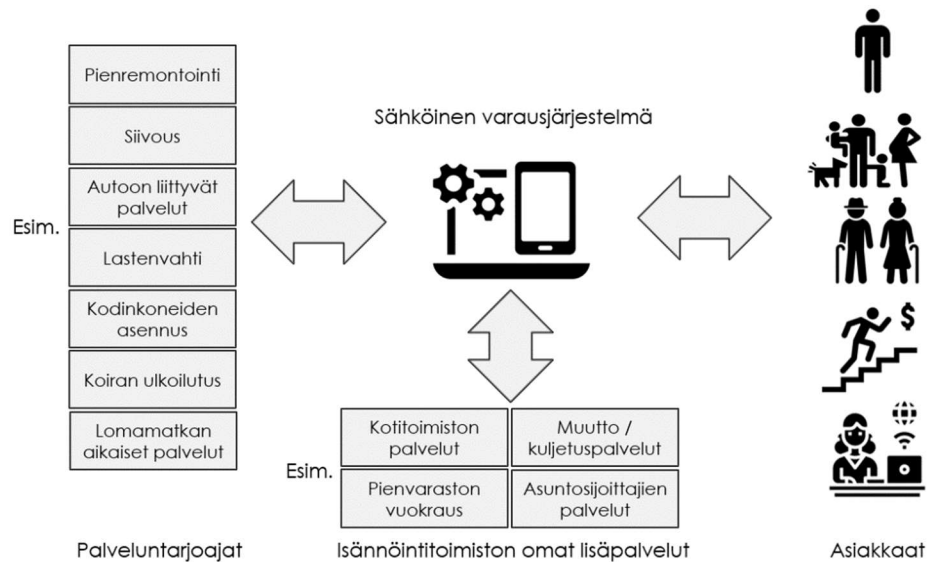 Sähköinen varausjärjestelmä
Esim.
Pienremontointi
Siivous
Autoon liittyvät
palvelut
Lastenvahti
Kodinkoneiden
asennus
Koiran ulkoilutus
Lomamatkan
aikaiset palvelut
Palveluntarjoajat
Esim.
Kotitoimiston
palvelut
Muutto /
kuljetuspalvelut
Pienvaraston
vuokraus
Asuntosijoittajien
palvelut
Isännöintitoimiston omat lisäpalvelut
$
Asiakkaat